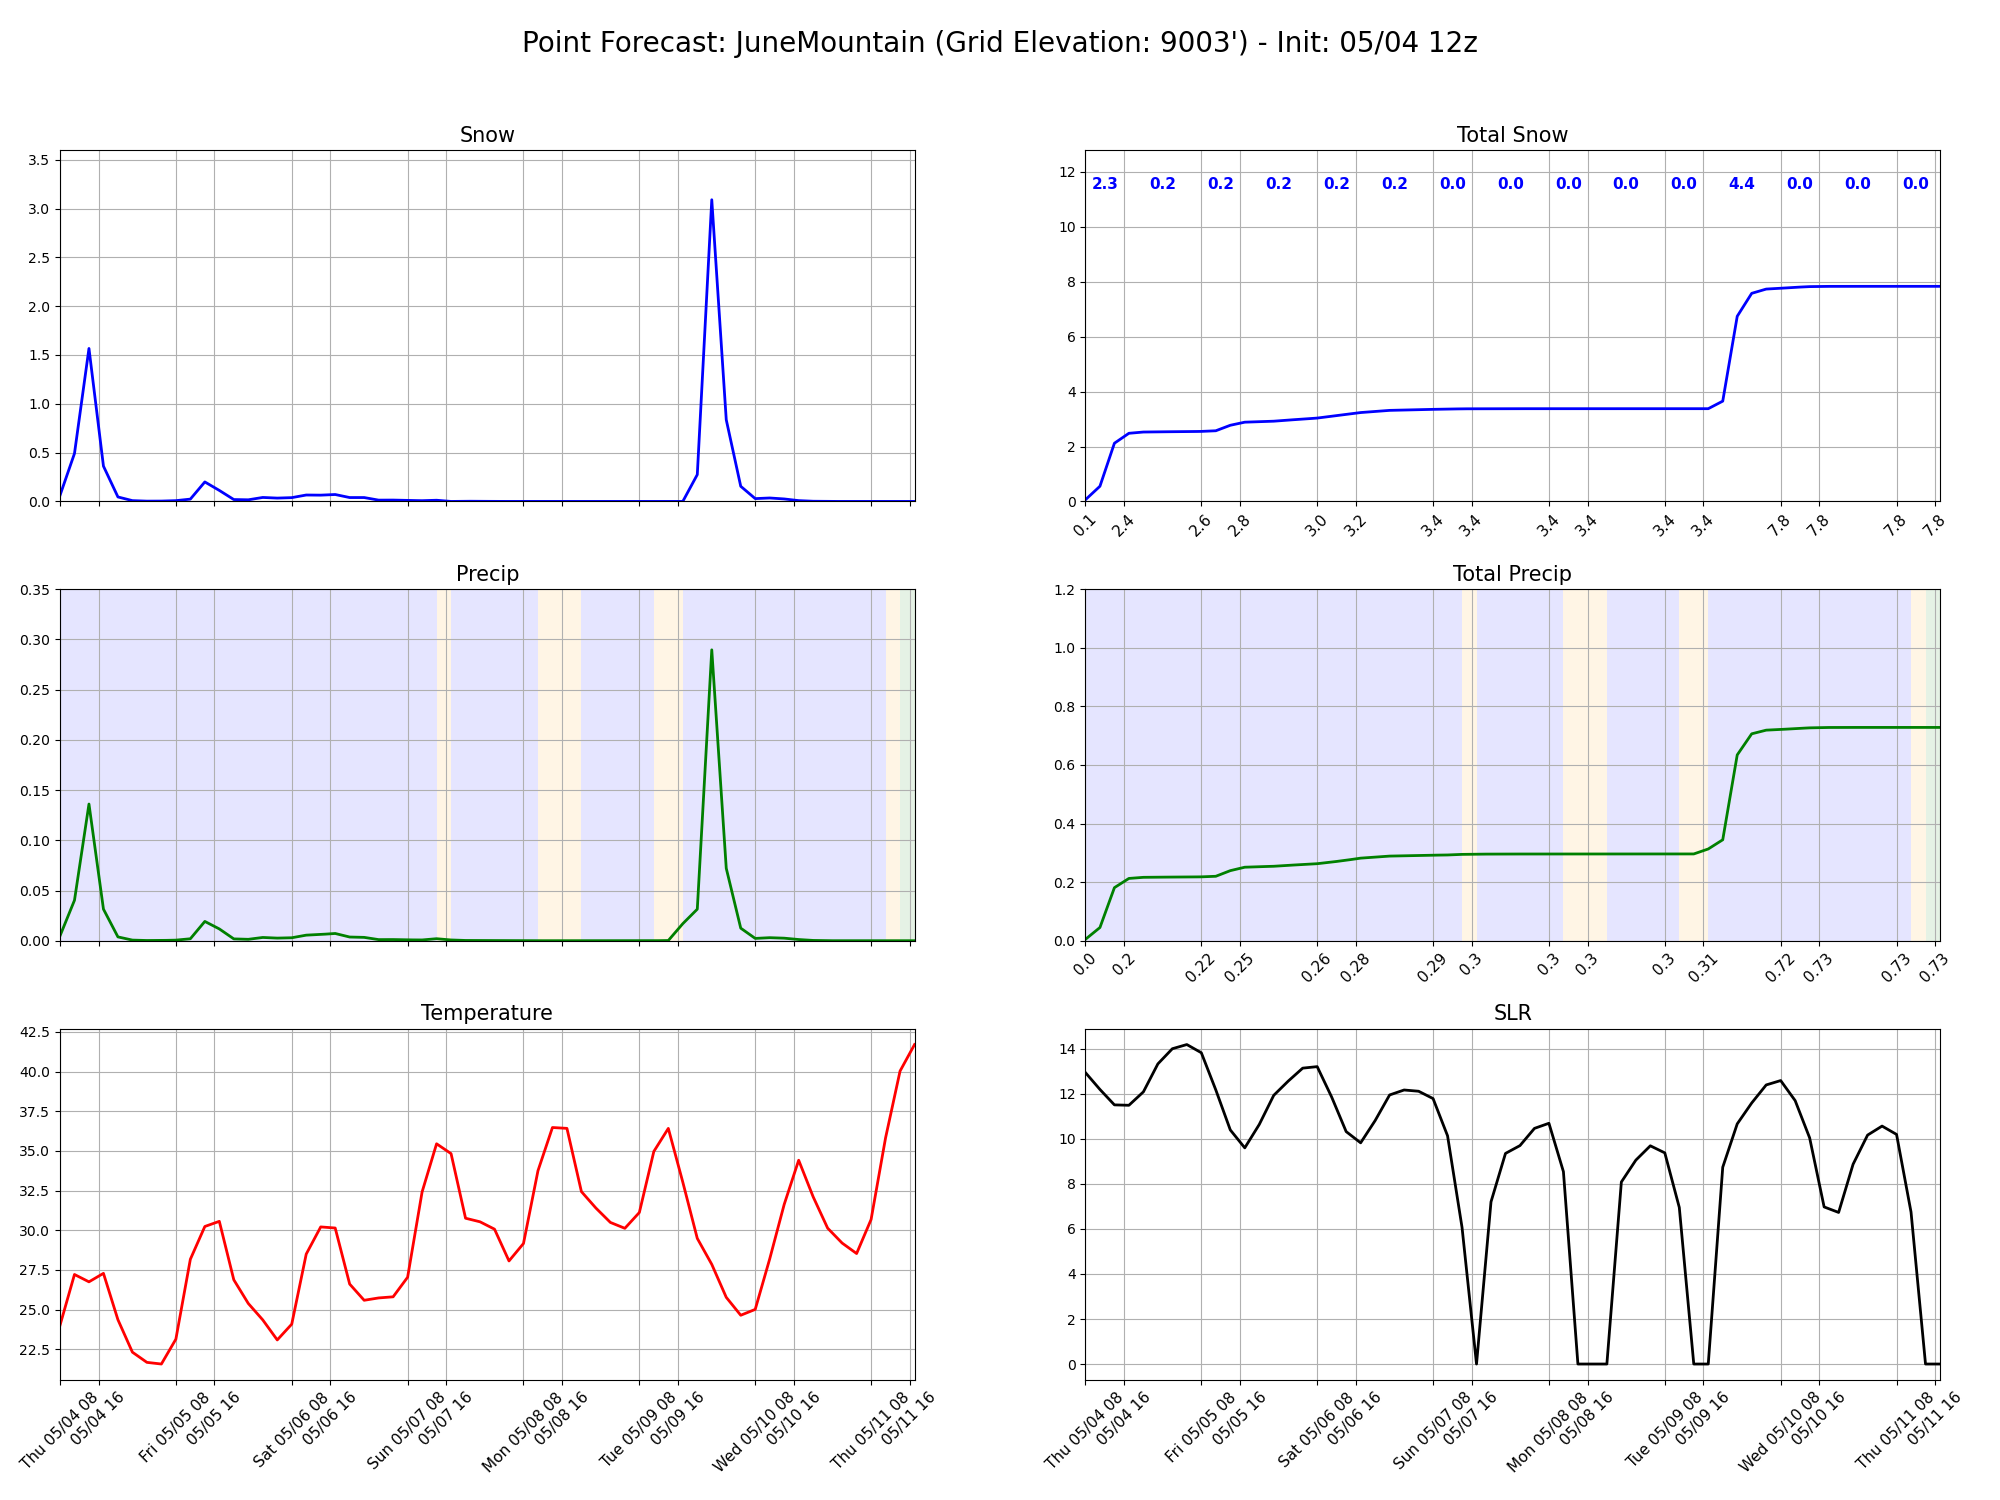 Point Forecast: JuneMountain (Grid Elevation: 9003') - Init: 05/04 12z
Snow
3.5
3.0
2.5
2.0
1.5
1.0
0.5
0.0
Total Snow
12
10
8
6
4
2
0
2.3 0.2 0.2 0.2 0.2 0.2 0.0 0.0 0.0 0.0 0.0 4.4 0.0 0.0 0.0
0.1 2.4 2.6 2.8 3.0 3.2 3.4 3.4 3.4 3.4 3.4 3.4 7.8 7.8 7.8 7.8
Precip
0.35
0.30
0.25
0.20
0.15
0.10
0.05
0.00
Total Precip
1.2
1.0
0.8
0.6
0.4
0.2
0.0
0.0 0.2 0.22 0.25 0.26 0.28 0.29 0.3 0.3 0.3 0.3 0.31 0.72 0.73 0.73 0.73
Temperature
42.5
40.0
37.5
35.0
32.5
30.0
27.5
25.0
22.5
Thu 05/04 08
05/04 16
Fri 05/05 08
05/05 16
Sat 05/06 08
05/06 16
Sun 05/07 08
05/07 16
Mon 05/08 08
05/08 16
Tue 05/09 08
05/09 16
Wed 05/10 08
05/10 16
Thu 05/11 08
05/11 16
SLR
14
12
10
8
6
4
2
0
Thu 05/04 08
05/04 16
Fri 05/05 08
05/05 16
Sat 05/06 08
05/06 16
Sun 05/07 08
05/07 16
Mon 05/08 08
05/08 16
Tue 05/09 08
05/09 16
Wed 05/10 08
05/10 16
Thu 05/11 08
05/11 16